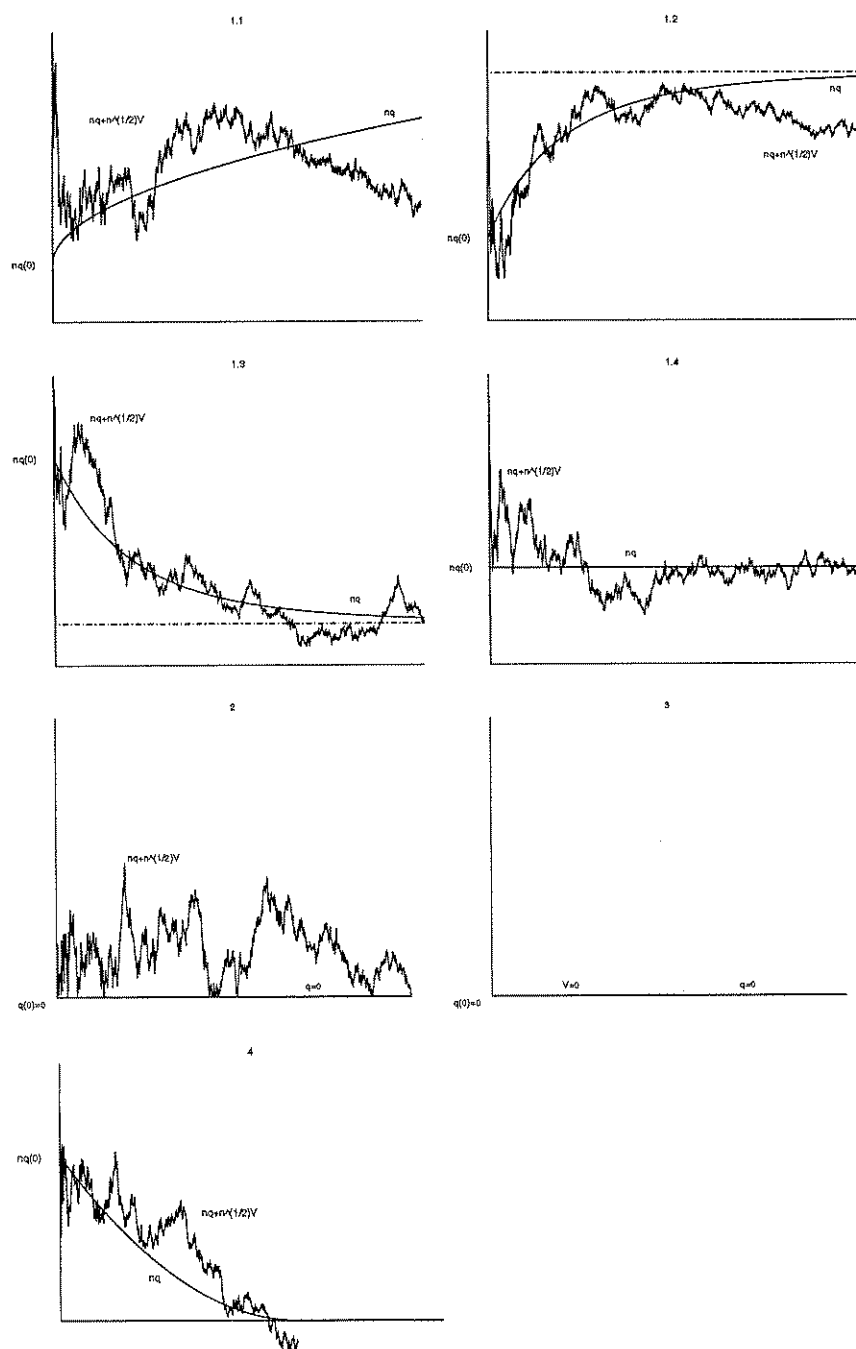 1.1
nq+n^(1/2)V
nq
nq(0)
1.2
nq
nq+n^(1/2)V
nq(0)
1.3
nq+n^(1/2)V
nq(0)
nq
1.4
nq+n^(1/2)V
nq
nq(0)
2
nq+n^(1/2)V
q=0
q(0)=0
3
V=0
q=0
q(0)=0
4
nq(0)
nq+n^(1/2)V
nq